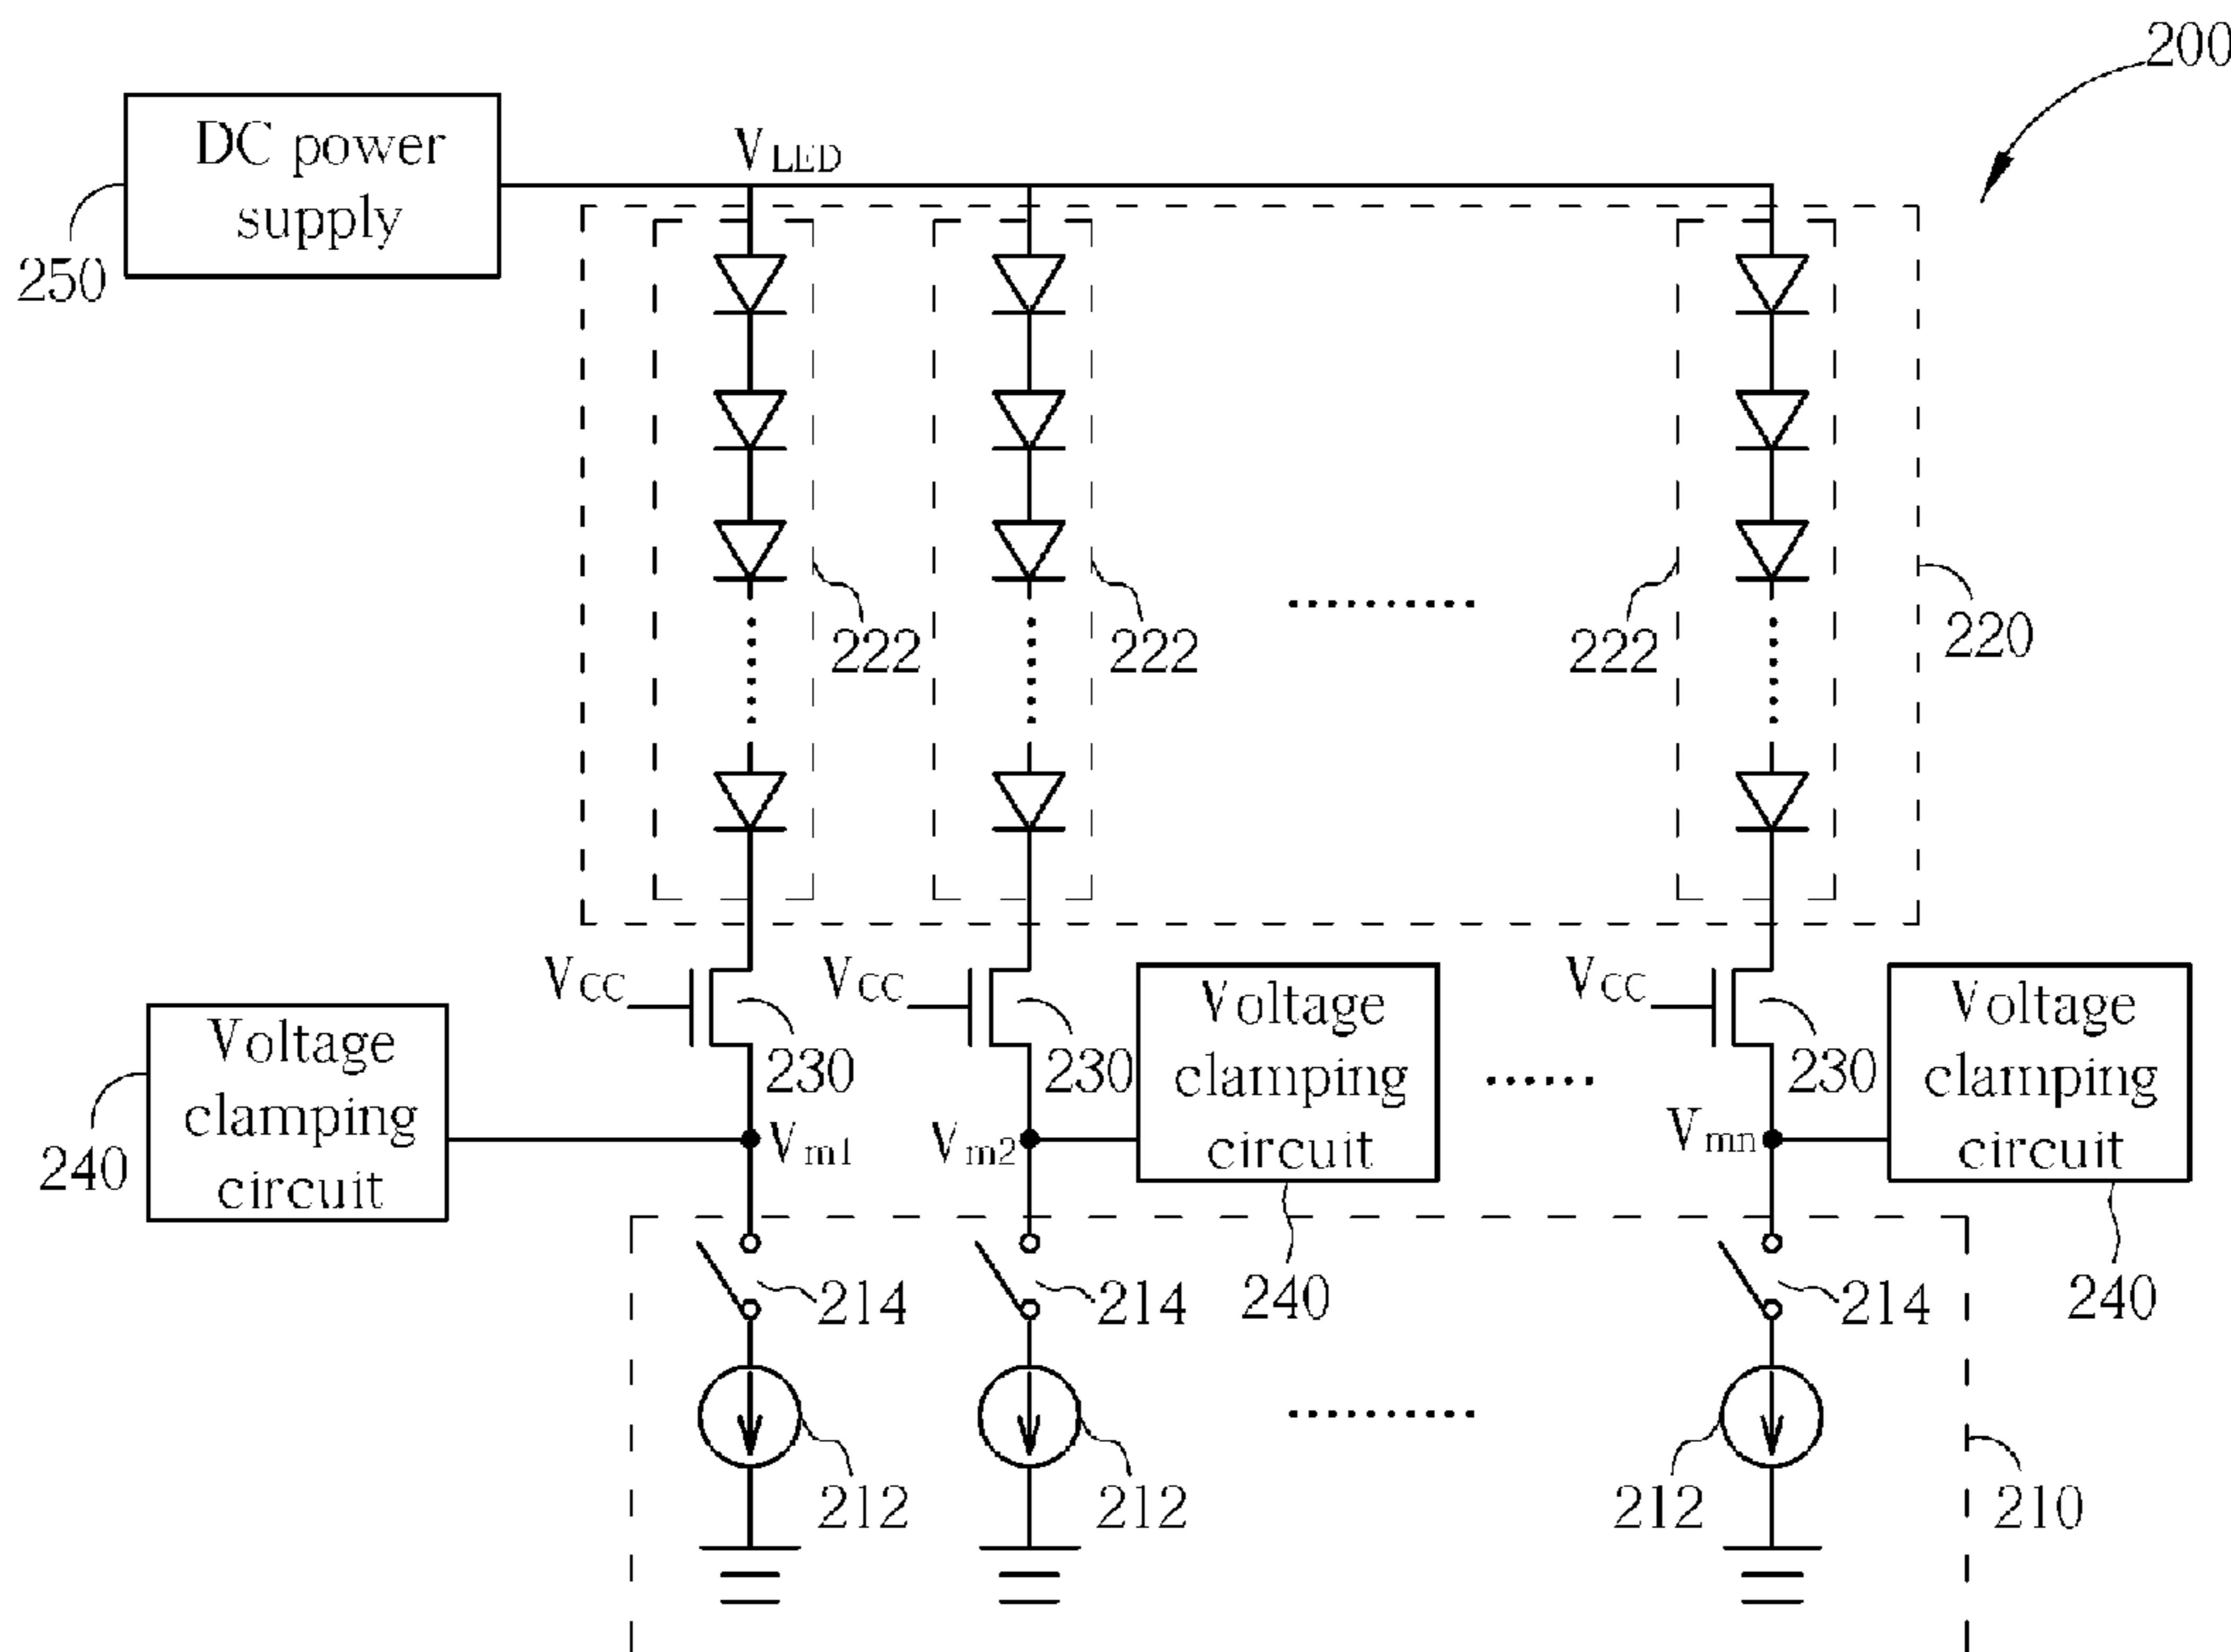 200
DC power
supply
250
VLED
222
222
222
220
VCC
VCC
VCC
230
230
230
Voltage
clamping
circuit
240
Voltage
clamping
circuit
240
Voltage
clamping
circuit
240
Vm1
Vm2
Vmn
214
214
214
212
212
212
210